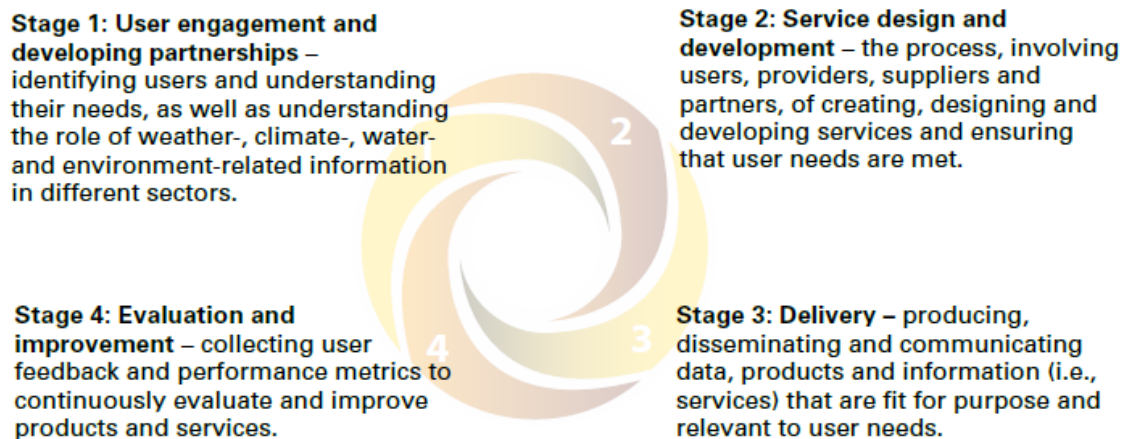 Stage 1: User engagement and
developing partnerships –
identifying users and understanding
their needs, as well as understanding
the role of weather-, climate-, water-
and environment-related information
in different sectors.
1
Stage 2: Service design and
development – the process, involving
users, providers, suppliers and
partners, of creating, designing and
developing services and ensuring
that user needs are met.
2
Stage 3: Delivery – producing,
disseminating and communicating
data, products and information (i.e.,
services) that are fit for purpose and
relevant to user needs.
3
Stage 4: Evaluation and
improvement – collecting user
feedback and performance metrics to
continuously evaluate and improve
products and services.
4